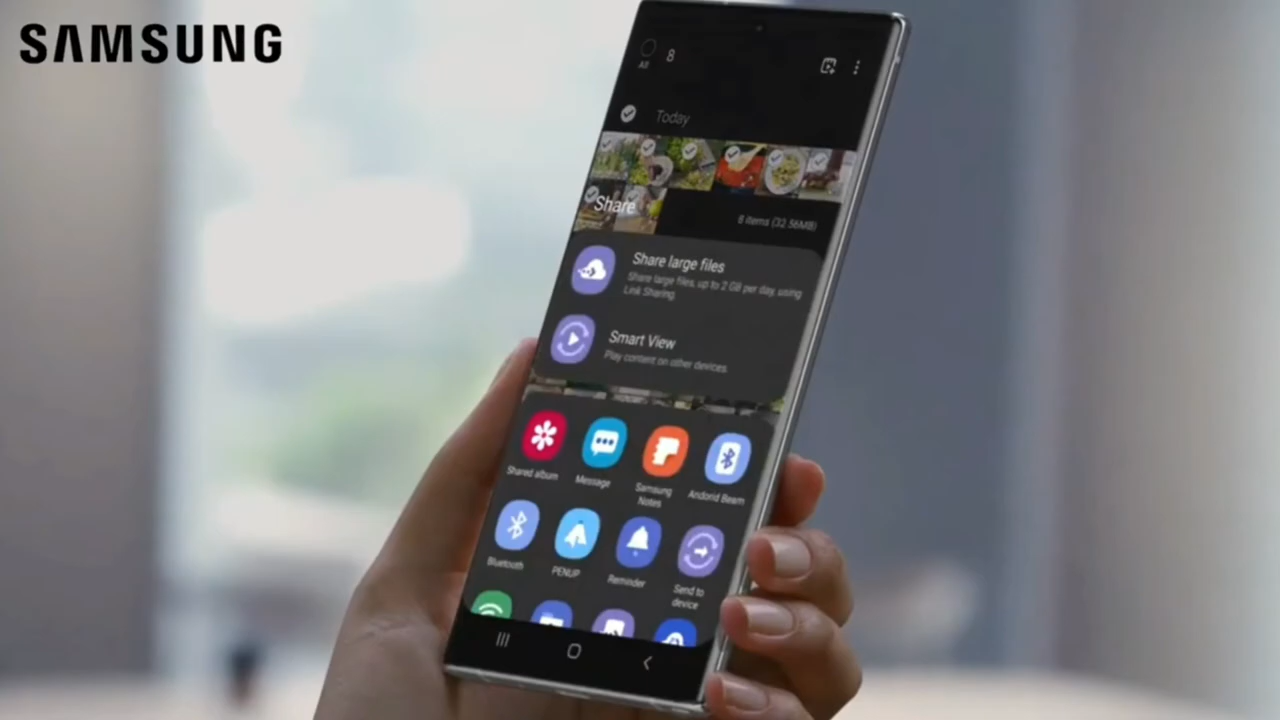 SAMSUNG
All
8
Today
Share
8 items (32.56MB)
Share large files
Share large files, up to 2 GB per day, using
Link Sharing.
Smart View
Play content on other devices.
Shared album
Message
Samsung
Notes
Andorid Beam
Bluetooth
PENUP
Reminder
Send to
device